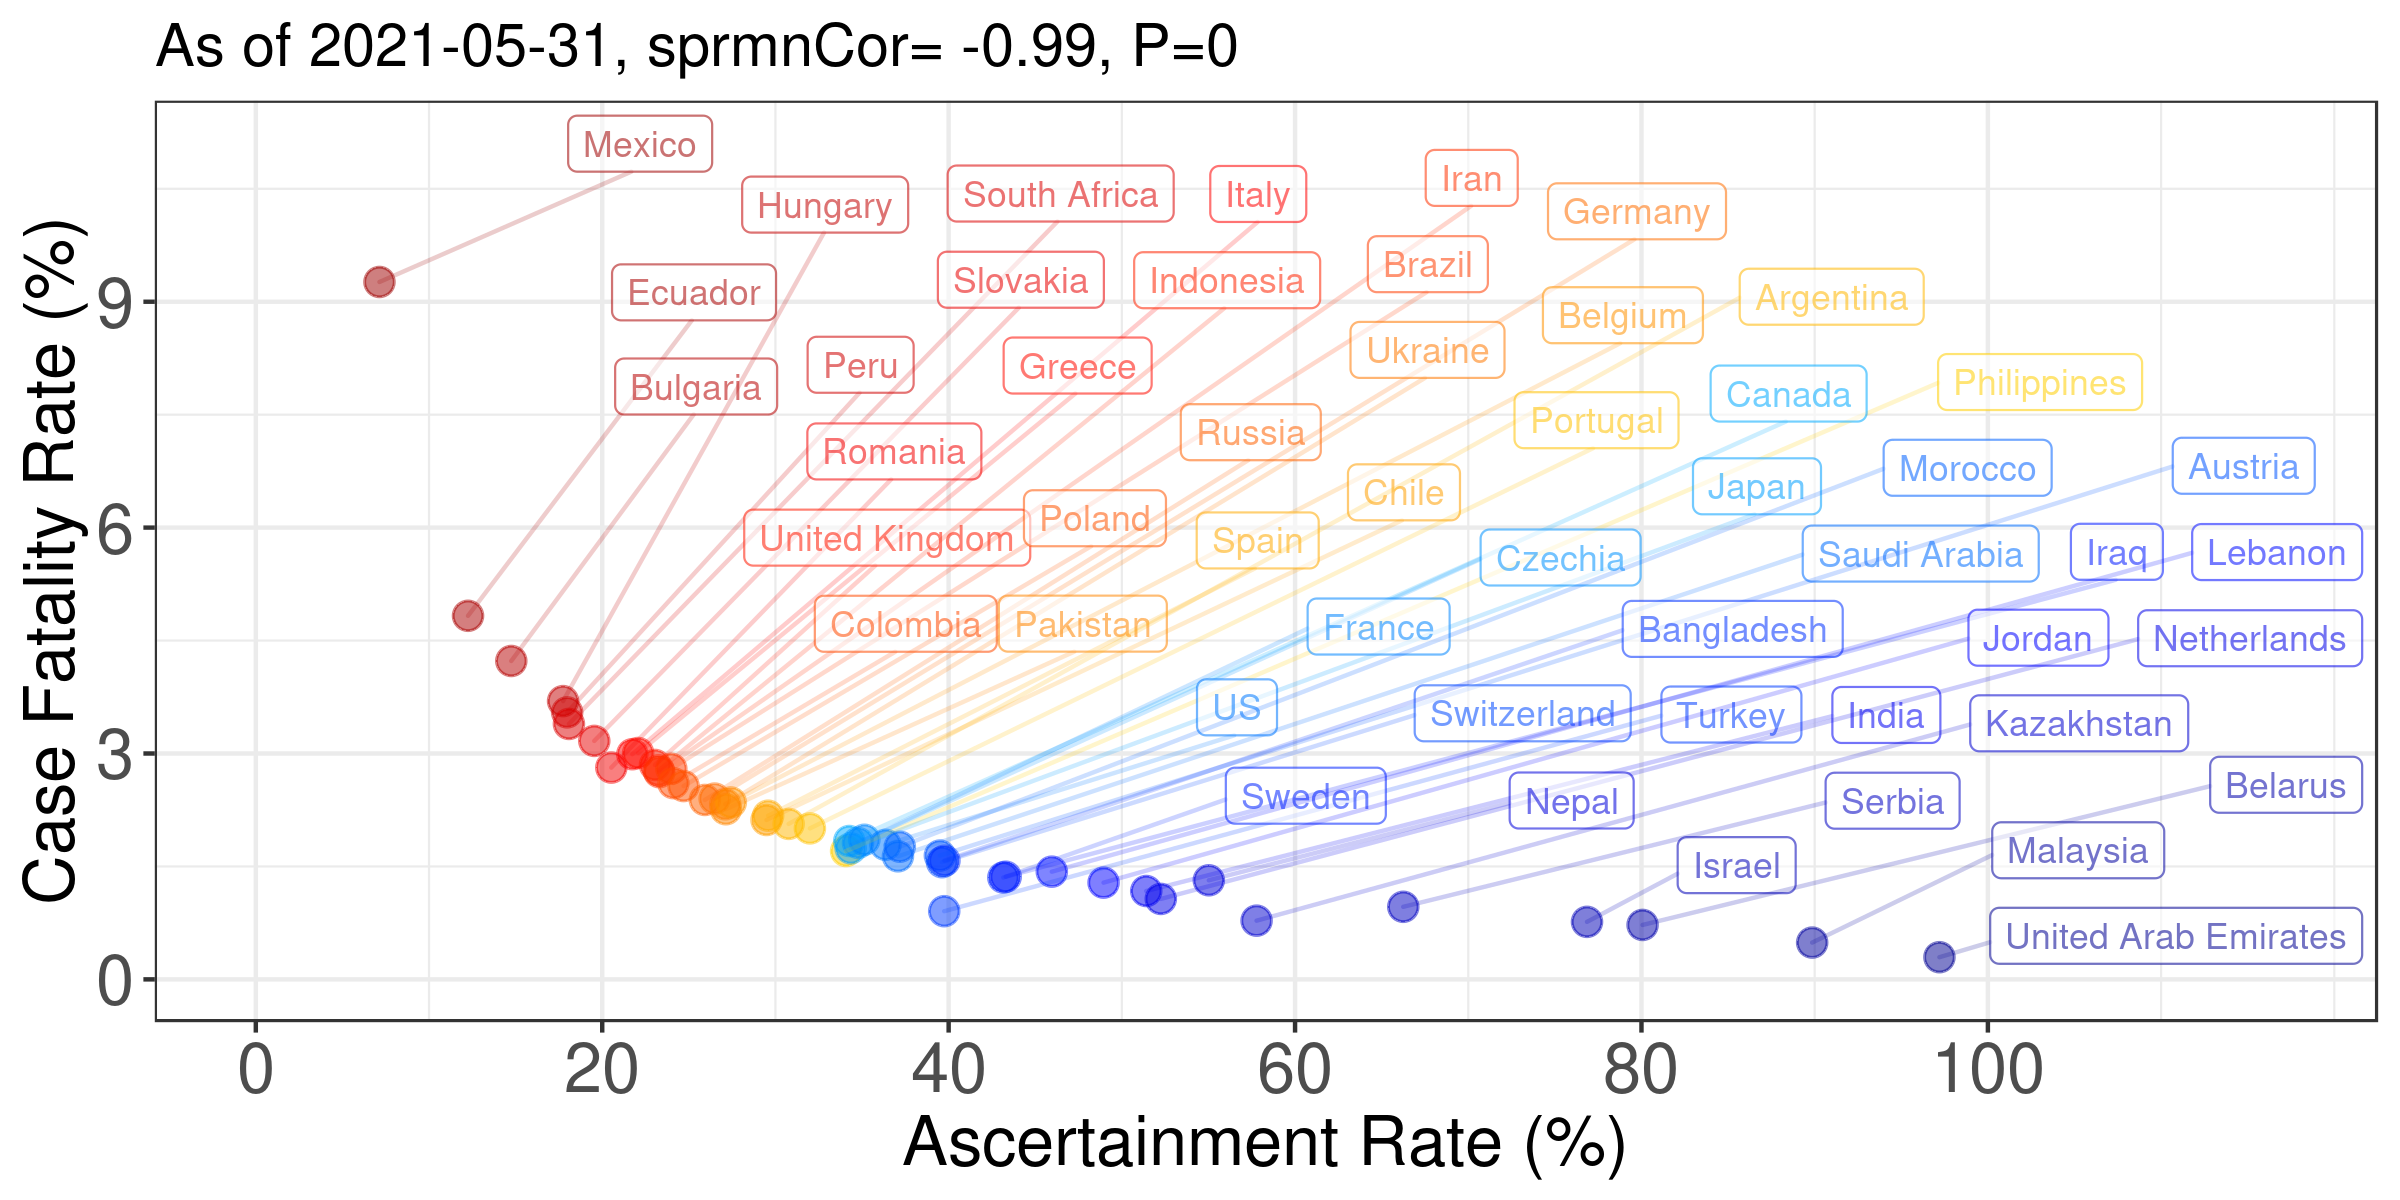 As of 2021-05-31, sprmnCor= -0.99, P=0
Case Fatality Rate (%)
9
6
3
0
Mexico
Hungary
South Africa
Italy
Iran
Germany
Ecuador
Slovakia
Indonesia
Brazil
Belgium
Argentina
Bulgaria
Peru
Greece
Ukraine
Canada
Philippines
Romania
Russia
Portugal
Morocco
Austria
United Kingdom
Poland
Spain
Chile
Japan
Czechia
Saudi Arabia
Iraq
Lebanon
Colombia
Pakistan
France
Bangladesh
Jordan
Netherlands
US
Switzerland
Turkey
India
Kazakhstan
Sweden
Nepal
Serbia
Belarus
Israel
Malaysia
United Arab Emirates
0 20 40 60 80 100
Ascertainment Rate (%)